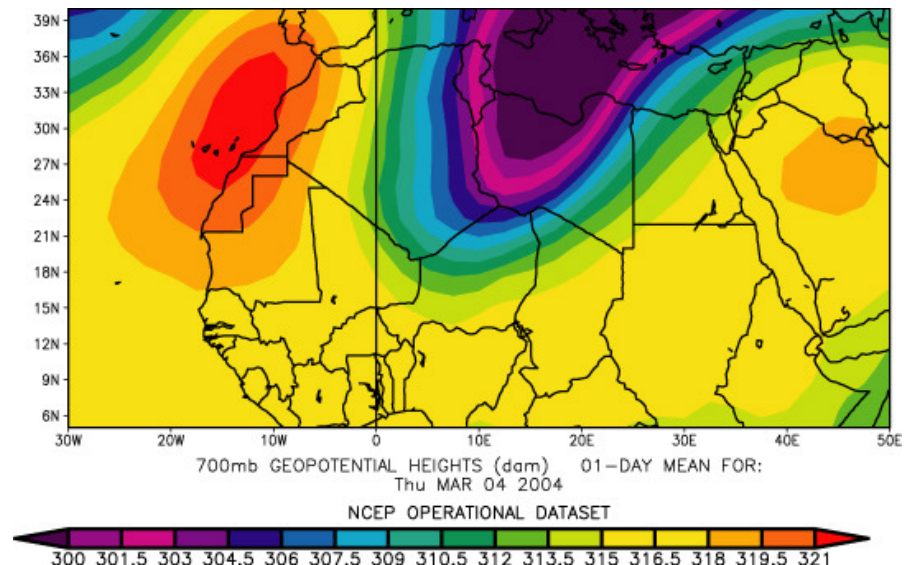 39N
36N
33N
30N
27N
24N
21N
18N
15N
12N
9N
6N
30W 20W 10W 0 10E 20E 30E 40E 50E
700mb GEOPOTENTIAL HEIGHTS (dam) 01-DAY MEAN FOR:
Thu MAR 04 2004
NCEP OPERATIONAL DATASET
300 301.5 303 304.5 306 307.5 309 310.5 312 313.5 315 316.5 318 319.5 321